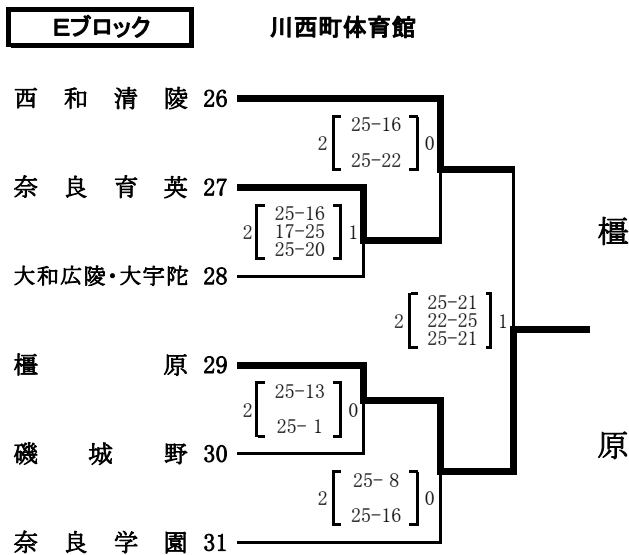 Eブロック 川西町体育館
西和清陵 26
2 25-16 0
25-22
奈良育英 27
2 25-16 1
17-25
25-20
大和広陵・大宇陀 28
橿
2 25-21 1
22-25
25-21
橿原 29
2 25-13 0
25- 1
原
磯城野 30
2 25- 8 0
25-16
奈良学園 31